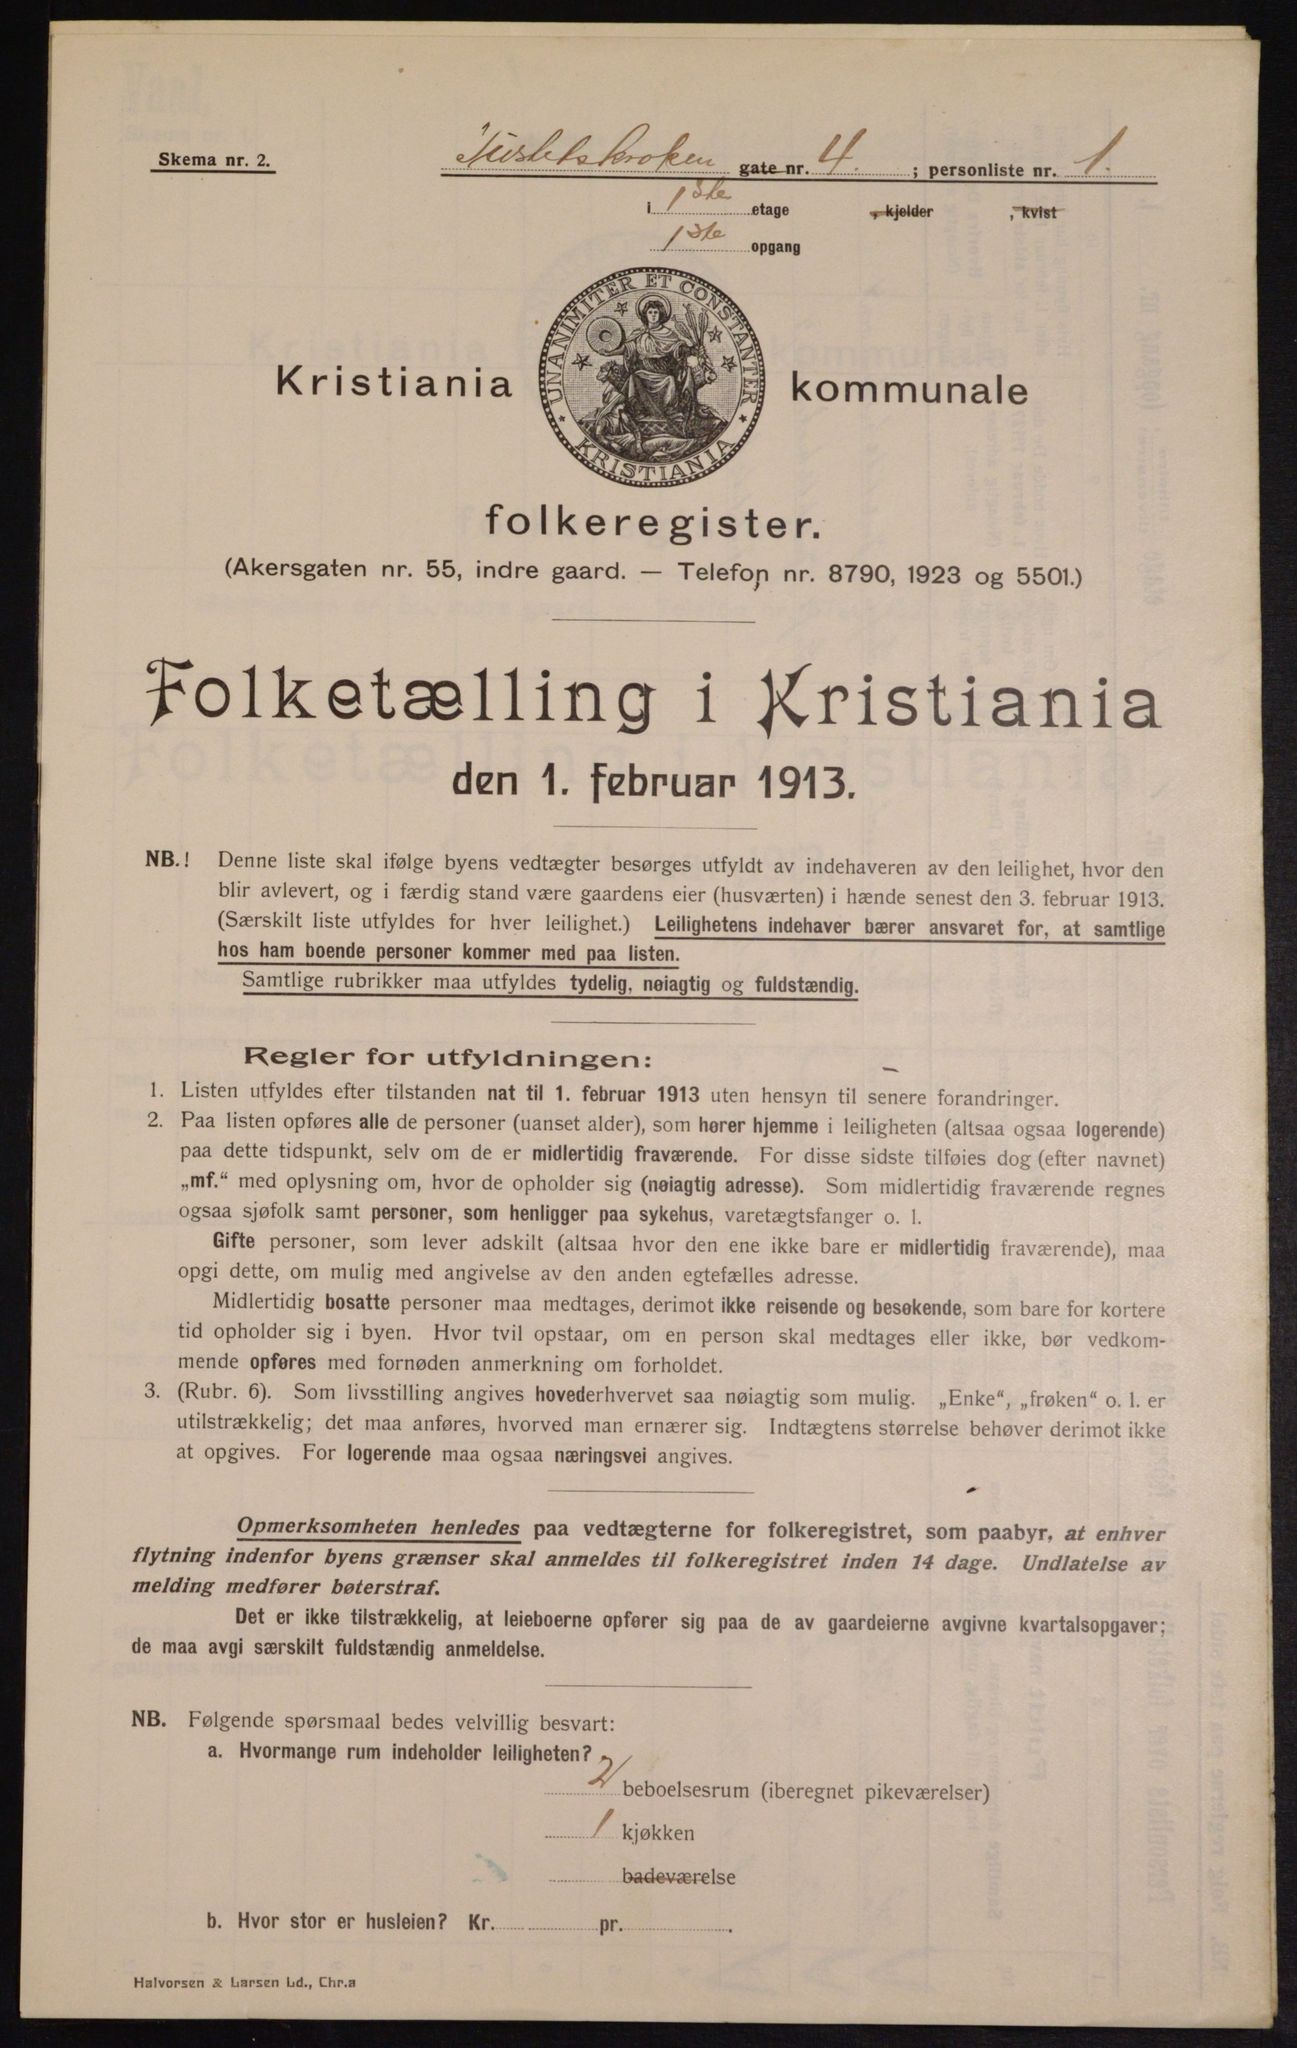 Skema nr. 2.
Tvistetskroken gate nr. 4. ; personliste nr. 1.
i 1ste etage , kjelder , kvist
1ste opgang
UNANIMITER ET CONSTANTER
KRISTIANIA
Kristiania kommunale
folkeregister.
(Akersgaten nr. 55, indre gaard. — Telefon nr. 8790, 1923 og 5501.)
Folketælling i Kristiania
den 1. februar 1913.
NB.! Denne liste skal ifølge byens vedtægter besørges utfyldt av indehaveren av den leilighet, hvor den
blir avlevert, og i færdig stand være gaardens eier (husværten) i hænde senest den 3. februar 1913.
(Særskilt liste utfyldes for hver leilighet.) Leilighetens indehaver bærer ansvaret for, at samtlige
hos ham boende personer kommer med paa listen.
Samtlige rubrikker maa utfyldes tydelig, nøiagtig og fuldstændig.
Regler for utfyldningen:
1. Listen utfyldes efter tilstanden nat til 1. februar 1913 uten hensyn til senere forandringer.
2. Paa listen opføres alle de personer (uanset alder), som hører hjemme i leiligheten (altsaa ogsaa logerende)
paa dette tidspunkt, selv om de er midlertidig fraværende. For disse sidste tilføies dog (efter navnet)
„mf.“ med oplysning om, hvor de opholder sig (nøiagtig adresse). Som midlertidig fraværende regnes
ogsaa sjøfolk samt personer, som henligger paa sykehus, varetægtsfanger o. l.
Gifte personer, som lever adskilt (altsaa hvor den ene ikke bare er midlertidig fraværende), maa
opgi dette, om mulig med angivelse av den anden egtefælles adresse.
Midlertidig bosatte personer maa medtages, derimot ikke reisende og besøkende, som bare for kortere
tid opholder sig i byen. Hvor tvil opstaar, om en person skal medtages eller ikke, bør vedkom-
mende opføres med fornøden anmerkning om forholdet.
3. (Rubr. 6). Som livsstilling angives hovederhvervet saa nøiagtig som mulig. „Enke“, „frøken“ o. l. er
utilstrækkelig; det maa anføres, hvorved man ernærer sig. Indtægtens størrelse behøver derimot ikke
at opgives. For logerende maa ogsaa næringsvei angives.
Opmerksomheten henledes paa vedtægterne for folkeregistret, som paabyr, at enhver
flytning indenfor byens grænser skal anmeldes til folkeregistret inden 14 dage. Undlatelse av
melding medfører bøterstraf.
Det er ikke tilstrækkelig, at leieboerne opfører sig paa de av gaardeierne avgivne kvartalsopgaver;
de maa avgi særskilt fuldstændig anmeldelse.
NB. Følgende spørsmaal bedes velvillig besvart:
a. Hvormange rum indeholder leiligheten?
2 beboelsesrum (iberegnet pikeværelser)
1 kjøkken
badeværelse
b. Hvor stor er husleien? Kr. pr. .
Halvorsen & Larsen Ld., Chr.a